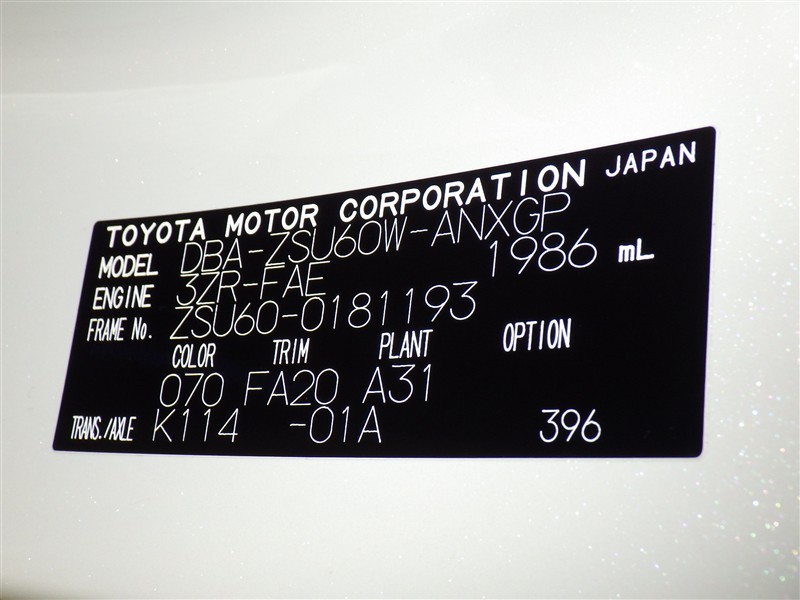 TOYOTA MOTOR CORPORATION JAPAN
MODEL DBA-ZSU60W-ANXGP
ENGINE 3ZR-FAE 1986 mL
FRAME No. ZSU60-0181193
COLOR TRIM PLANT OPTION
070 FA20 A31
TRANS./AXLE K114 -01A 396